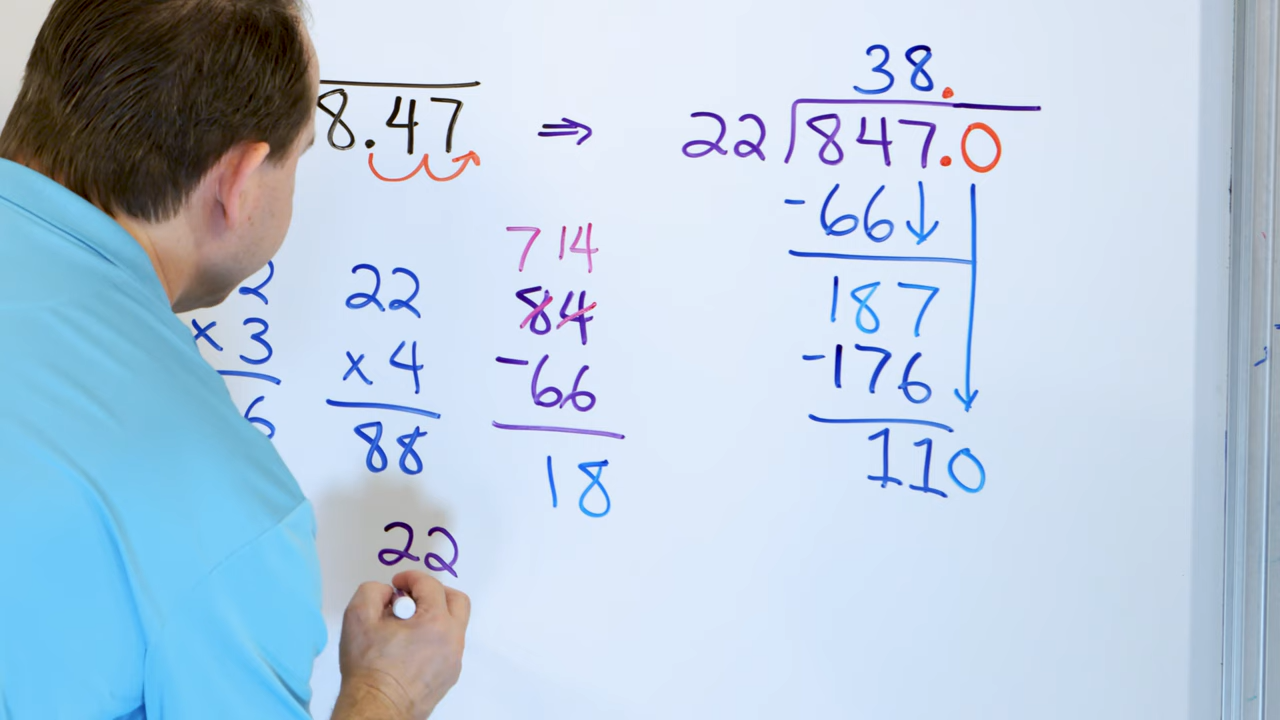 38.
8.47 ⇒ 22)847.0
-66↓
714
2 22 84 187
x 3 x 4 -66 -176
6 88 18 110
22